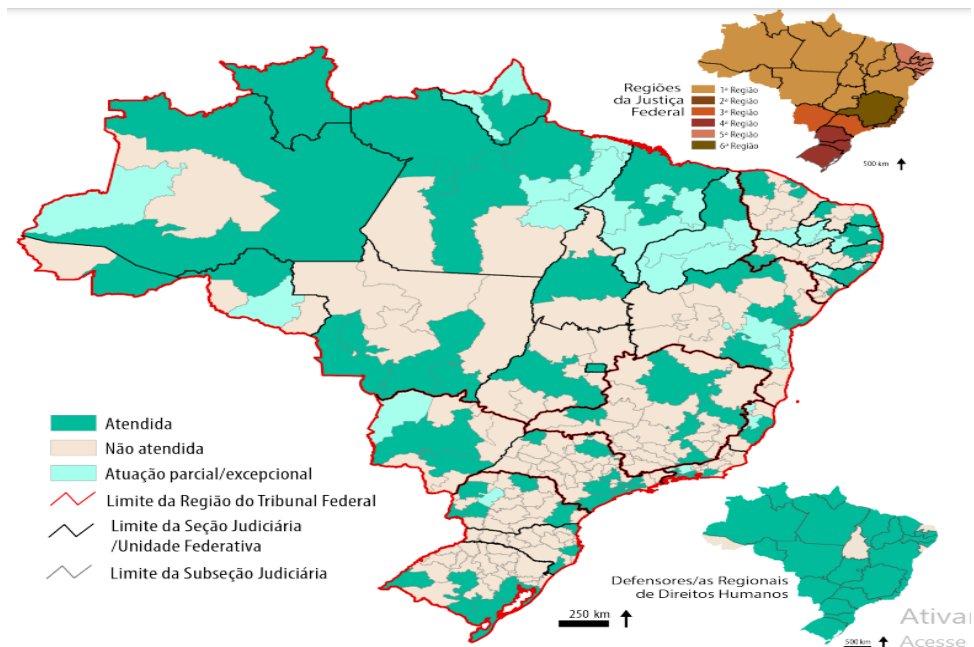 Regiões
da Justiça
Federal
1ª Região
2ª Região
3ª Região
4ª Região
5ª Região
6ª Região
500 km
Atendida
Não atendida
Atuação parcial/excepcional
Limite da Região do Tribunal Federal
Limite da Seção Judiciária
/Unidade Federativa
Limite da Subseção Judiciária
250 km
Defensores/as Regionais
de Direitos Humanos
500 km
Ativar
Acesse